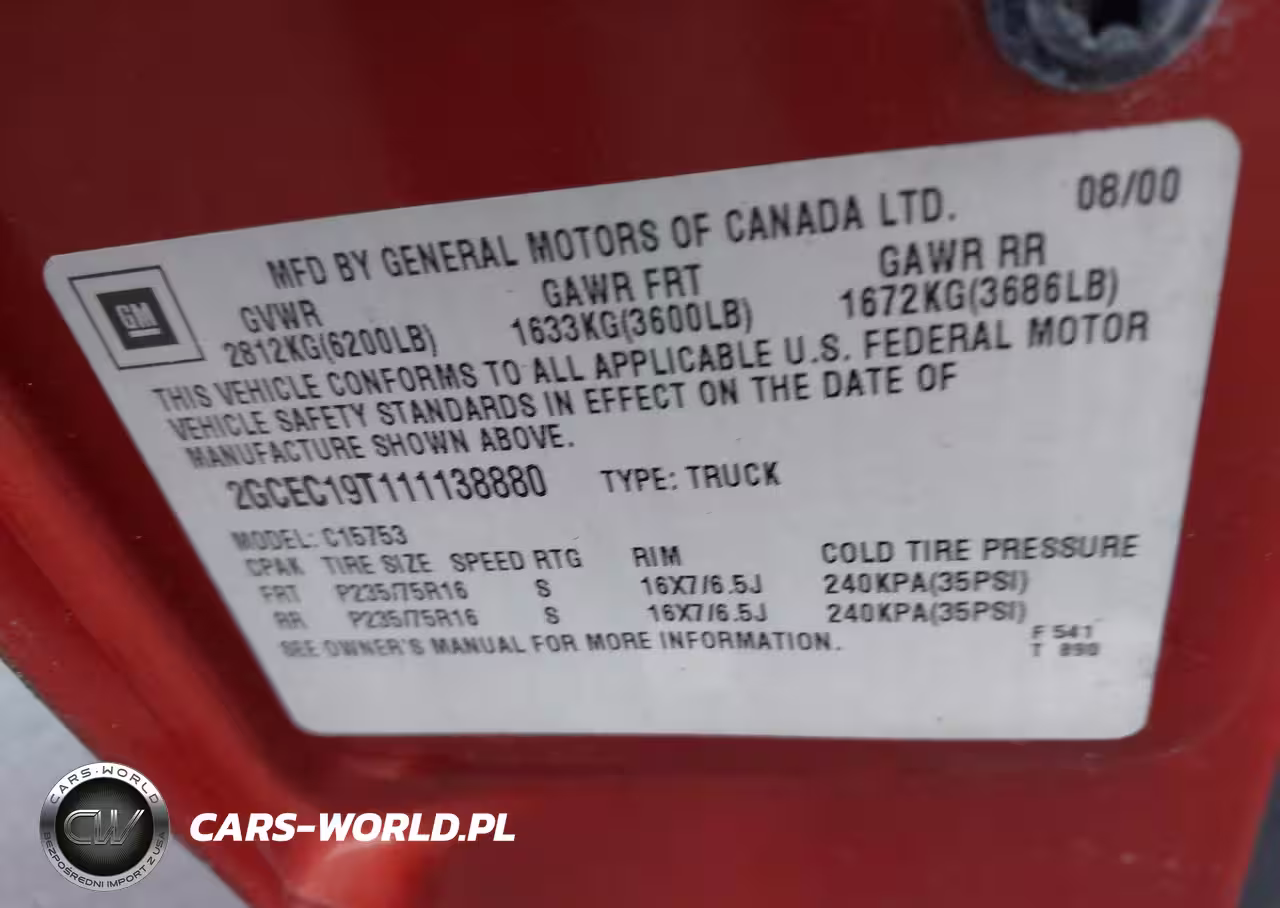 08/00
MFD BY GENERAL MOTORS OF CANADA LTD.
GM
GVWR GAWR FRT GAWR RR
2812KG(6200LB) 1633KG(3600LB) 1672KG(3686LB)
THIS VEHICLE CONFORMS TO ALL APPLICABLE U.S. FEDERAL MOTOR
VEHICLE SAFETY STANDARDS IN EFFECT ON THE DATE OF
MANUFACTURE SHOWN ABOVE.
2GCEC19T111138880 TYPE: TRUCK
MODEL: C15753
CPAK TIRE SIZE SPEED RTG RIM COLD TIRE PRESSURE
FRT P235/75R16 S 16X7/6.5J 240KPA(35PSI)
RR P235/75R16 S 16X7/6.5J 240KPA(35PSI)
SEE OWNER'S MANUAL FOR MORE INFORMATION.
F 541
T 890
CARS-WORLD
CW
BEZPOŚREDNI IMPORT Z USA
CARS-WORLD.PL